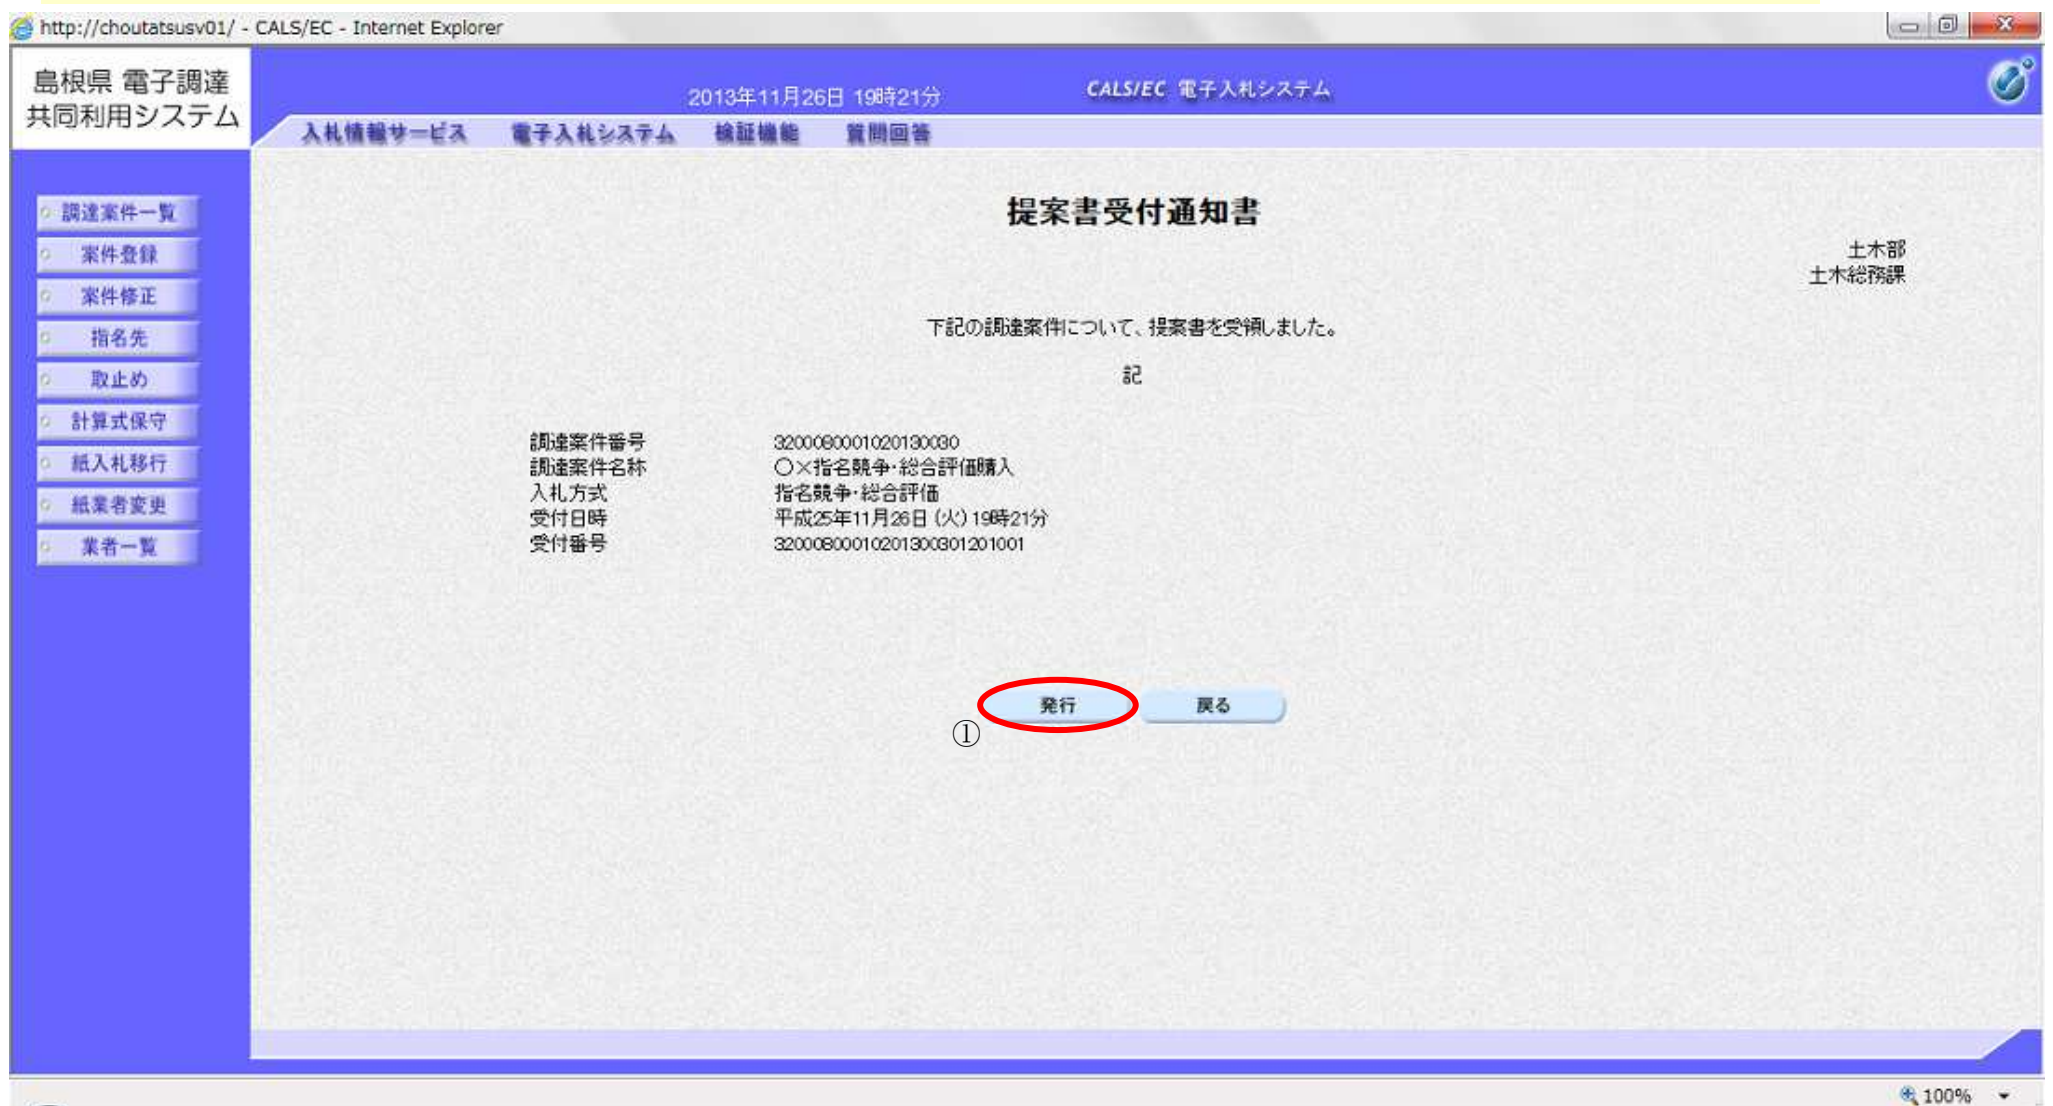 http://choutatsusv01/ - CALS/EC - Internet Explorer
島根県 電子調達
共同利用システム
2013年11月26日 19時21分
CALS/EC 電子入札システム
入札情報サービス 電子入札システム 検証機能 質問回答
調達案件一覧
案件登録
案件修正
指名先
取止め
計算式保守
紙入札移行
紙業者変更
業者一覧
提案書受付通知書
土木部
土木総務課
下記の調達案件について、提案書を受領しました。
記
調達案件番号 3200080001020130030
調達案件名称 ○×指名競争・総合評価購入
入札方式 指名競争・総合評価
受付日時 平成25年11月26日（火）19時21分
受付番号 32000800010201300301201001
発行 戻る
①
100%